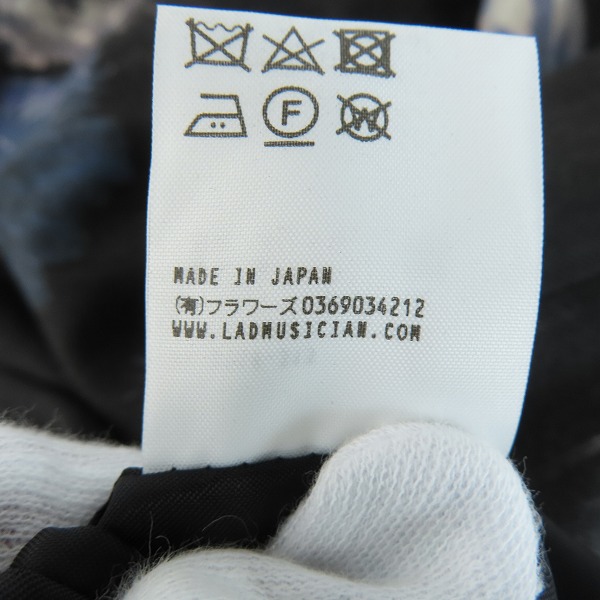 F
W
MADE IN JAPAN
(有)フラワーズ0369034212
WWW.LADMUSICIAN.COM